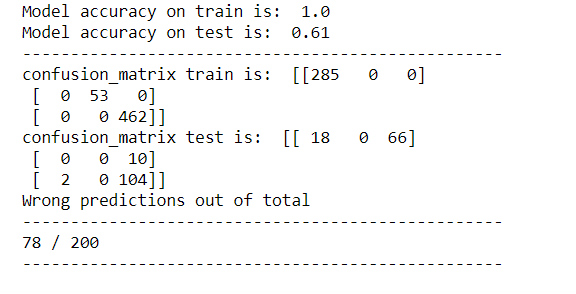 Model accuracy on train is:  1.0
Model accuracy on test is:  0.61
------------------------------------------------
confusion_matrix train is:  [[285   0   0]
 [  0  53   0]
 [  0   0 462]]
confusion_matrix test is:  [[ 18   0  66]
 [  0   0  10]
 [  2   0 104]]
Wrong predictions out of total
------------------------------------------------
78 / 200
------------------------------------------------